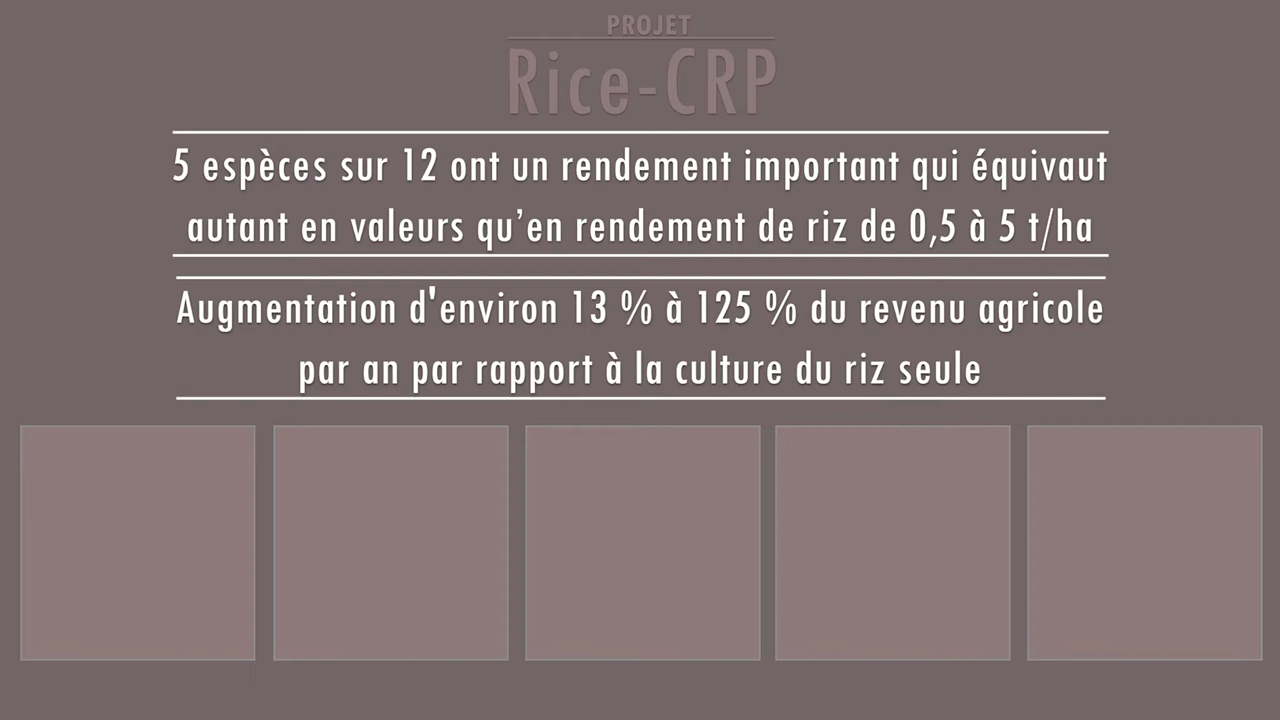 PROJET
Rice-CRP
5 espèces sur 12 ont un rendement important qui équivaut
autant en valeurs qu’en rendement de riz de 0,5 à 5 t/ha
Augmentation d'environ 13 % à 125 % du revenu agricole
par an par rapport à la culture du riz seule